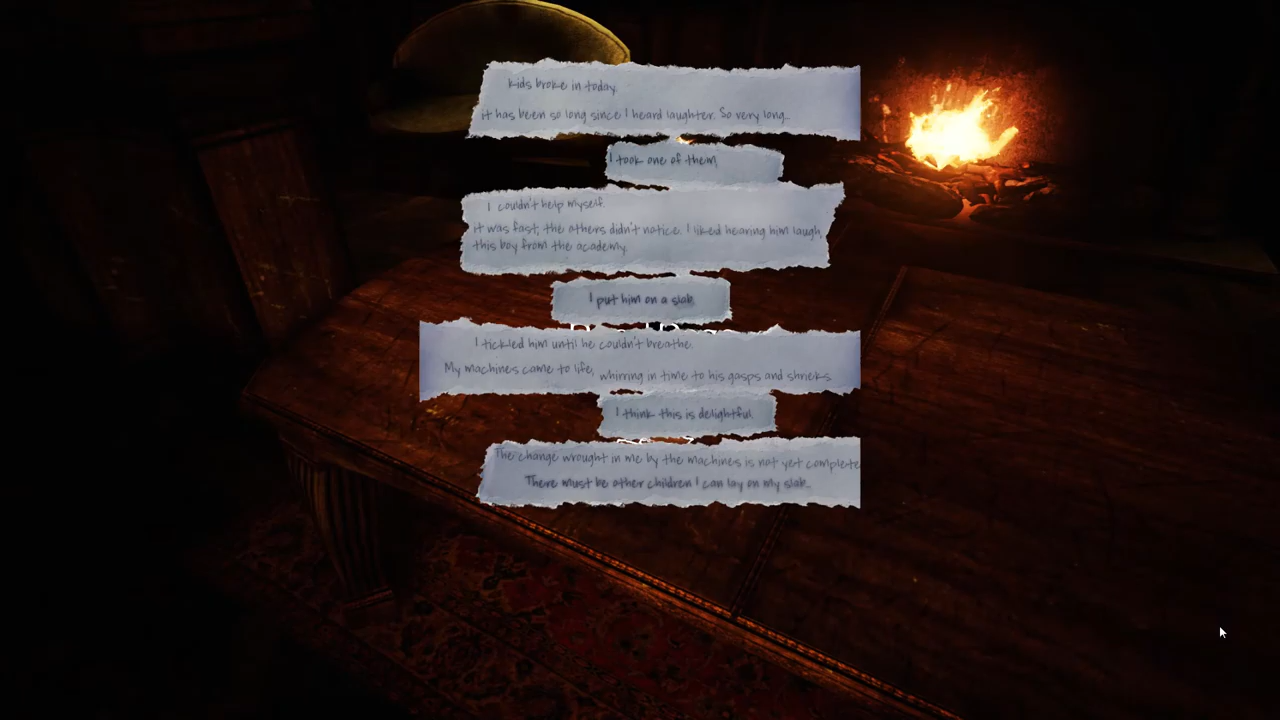 Kids broke in today.
it has been so long since I heard laughter. So very long...
I took one of them.
I couldn't help myself.
it was fast; the others didn't notice. I liked hearing him laugh,
this boy from the academy.
I put him on a slab.
I tickled him until he couldn't breathe.
My machines came to life, whirring in time to his gasps and shrieks.
I think this is delightful.
The change wrought in me by the machines is not yet complete
There must be other children I can lay on my slab...